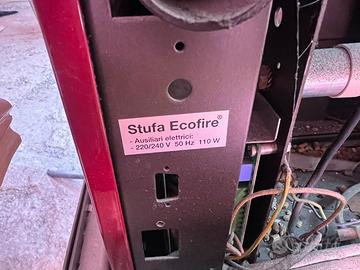 Stufa Ecofire®
- Ausiliari elettrici:
- 220/240 V 50 Hz 110 W